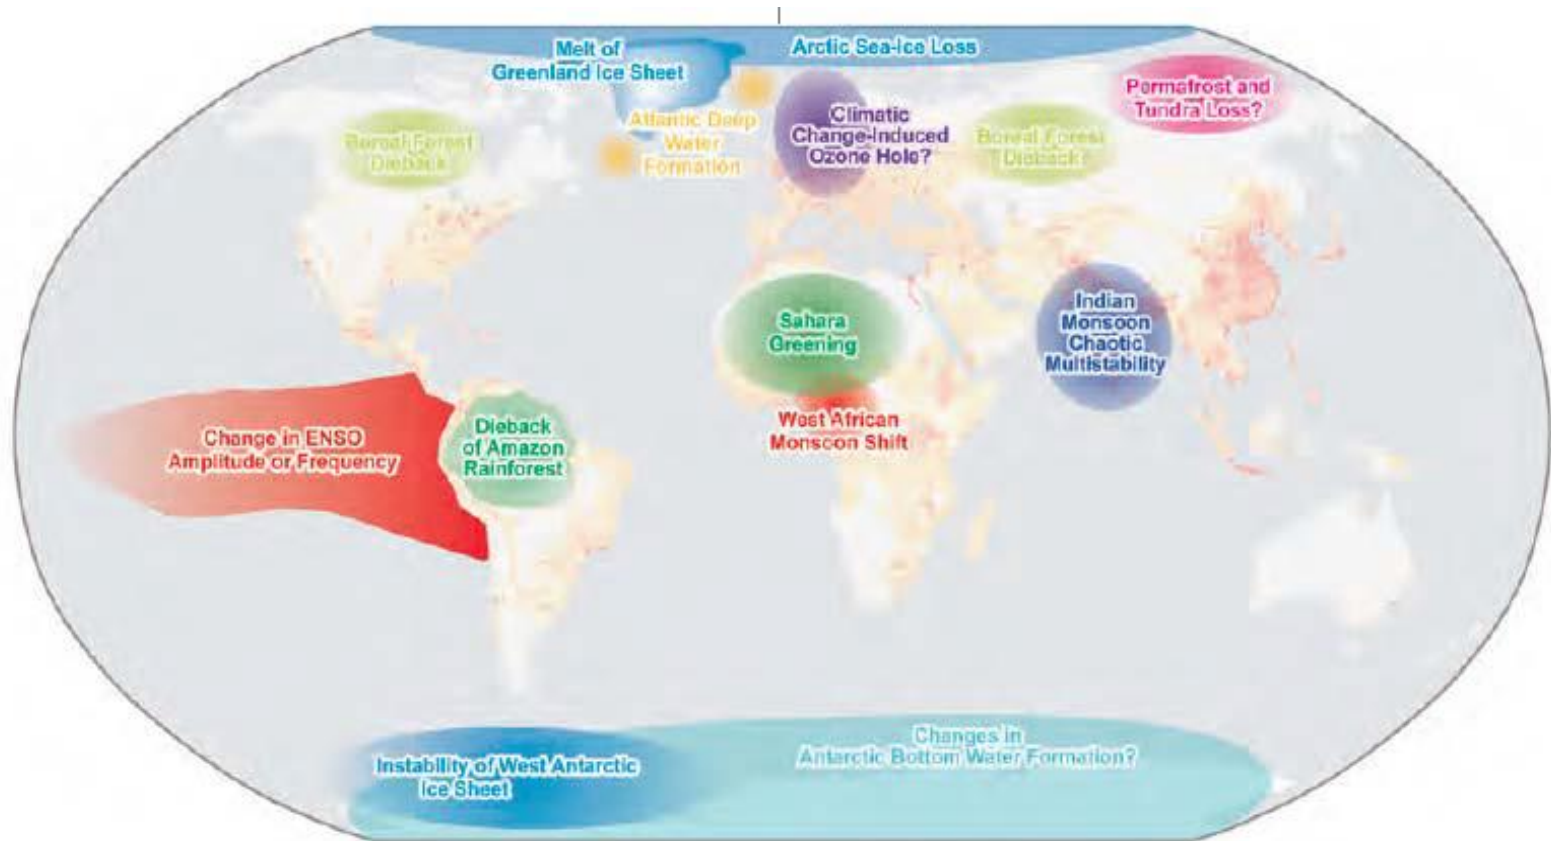 Melt of
Greenland Ice Sheet
Arctic Sea-Ice Loss
Permafrost and
Tundra Loss?
Boreal Forest
Dieback
Atlantic Deep
Water
Formation
Climatic
Change-Induced
Ozone Hole?
Boreal Forest
Dieback
Sahara
Greening
Indian
Monsoon
Chaotic
Multistability
West African
Monsoon Shift
Change in ENSO
Amplitude or Frequency
Dieback
of Amazon
Rainforest
Instability of West Antarctic
Ice Sheet
Changes in
Antarctic Bottom Water Formation?